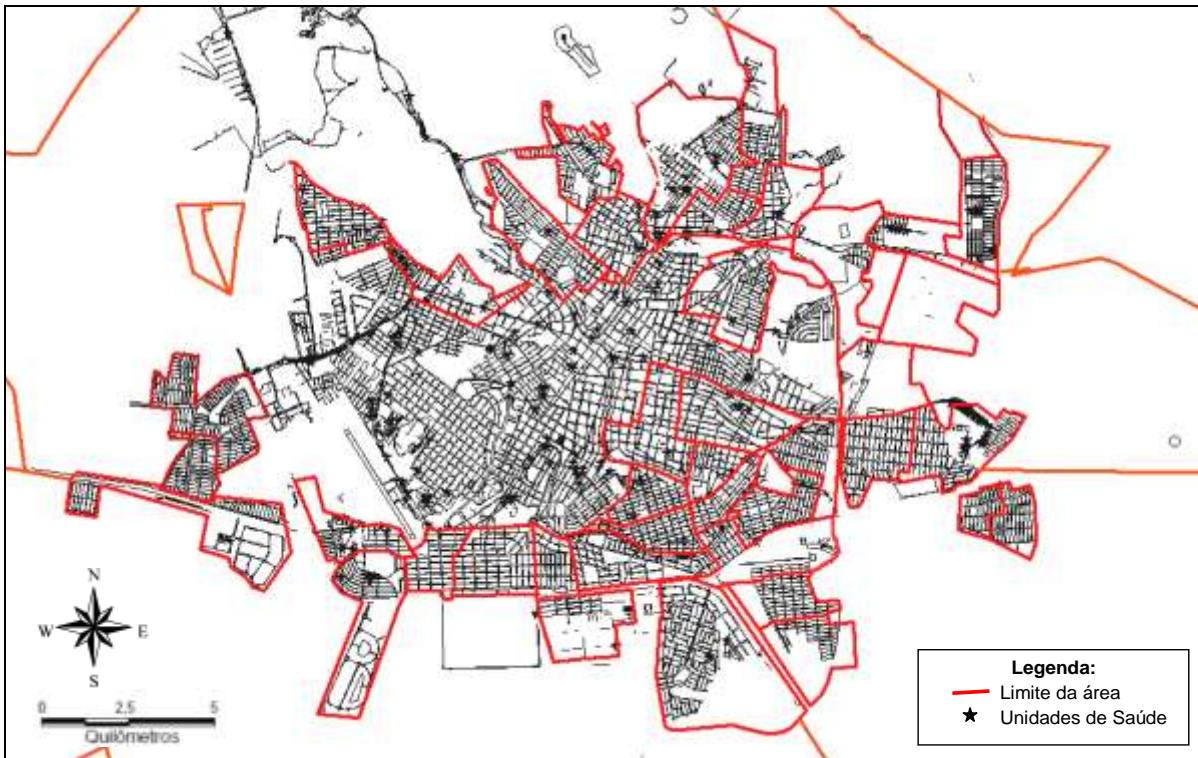 N
W E
S
0 2.5 5
Quilômetros
Legenda:
Limite da área
Unidades de Saúde